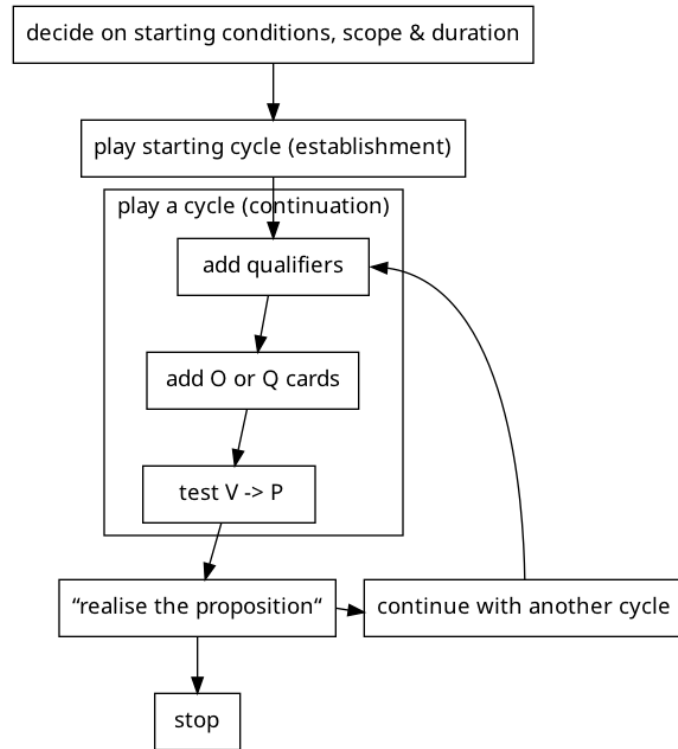 decide on starting conditions, scope & duration
play starting cycle (establishment)
play a cycle (continuation)
add qualifiers
add O or Q cards
test V -> P
“realise the proposition“
continue with another cycle
stop